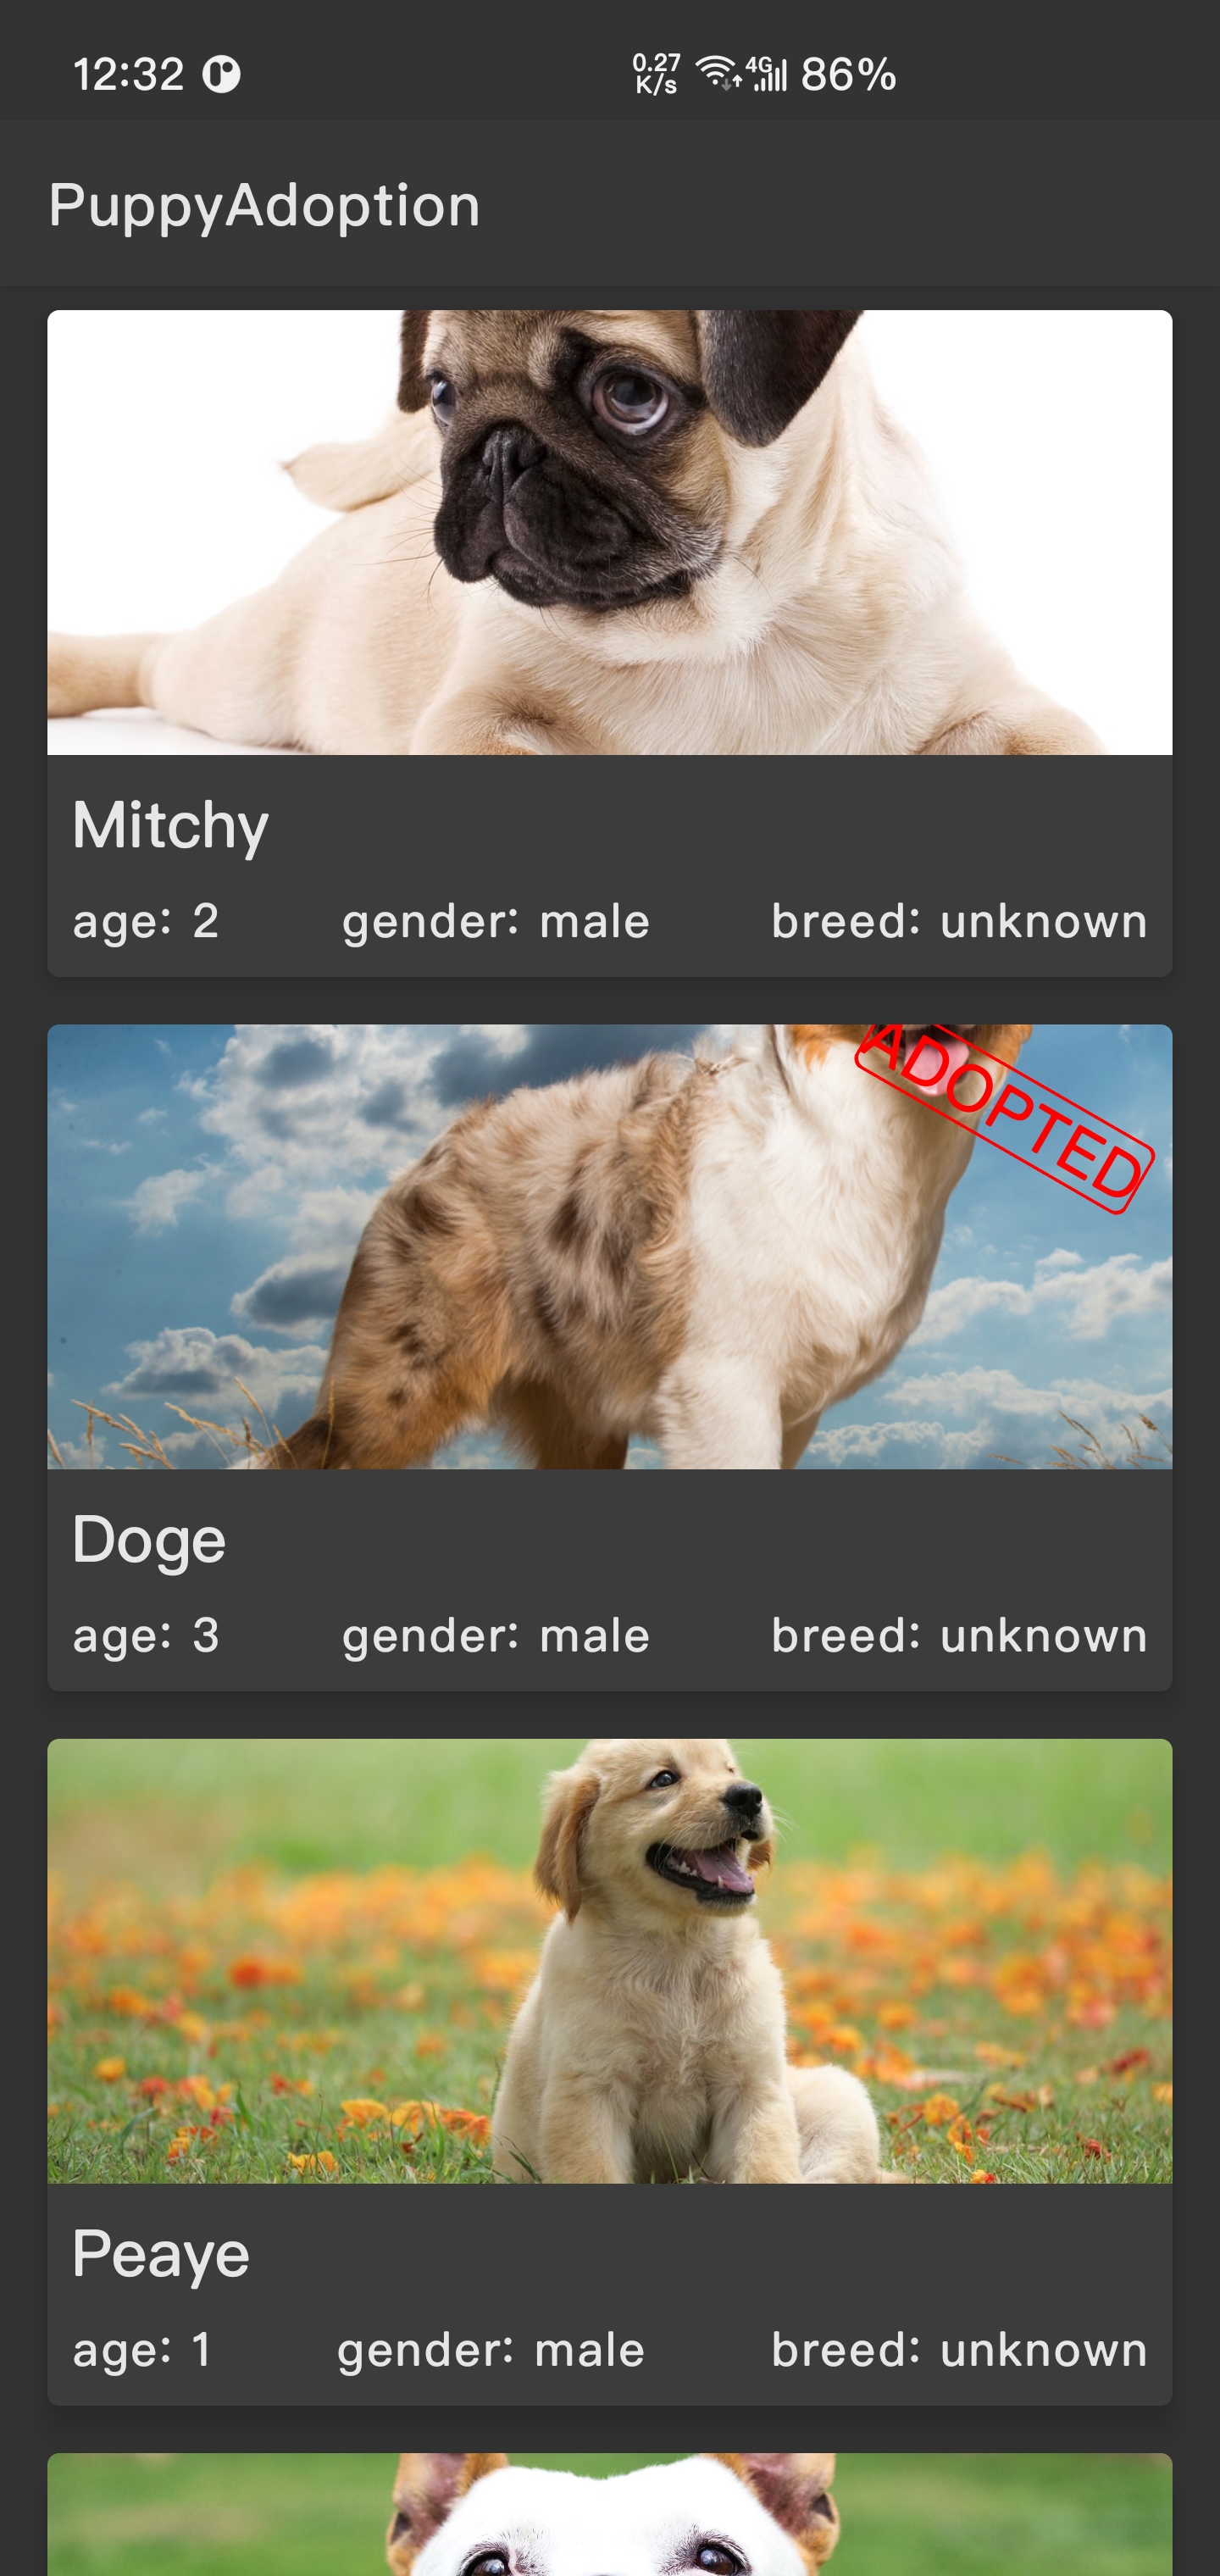 12:32 0.27 K/s 4G 86%
PuppyAdoption
Mitchy
age: 2 gender: male breed: unknown
ADOPTED
Doge
age: 3 gender: male breed: unknown
Peaye
age: 1 gender: male breed: unknown